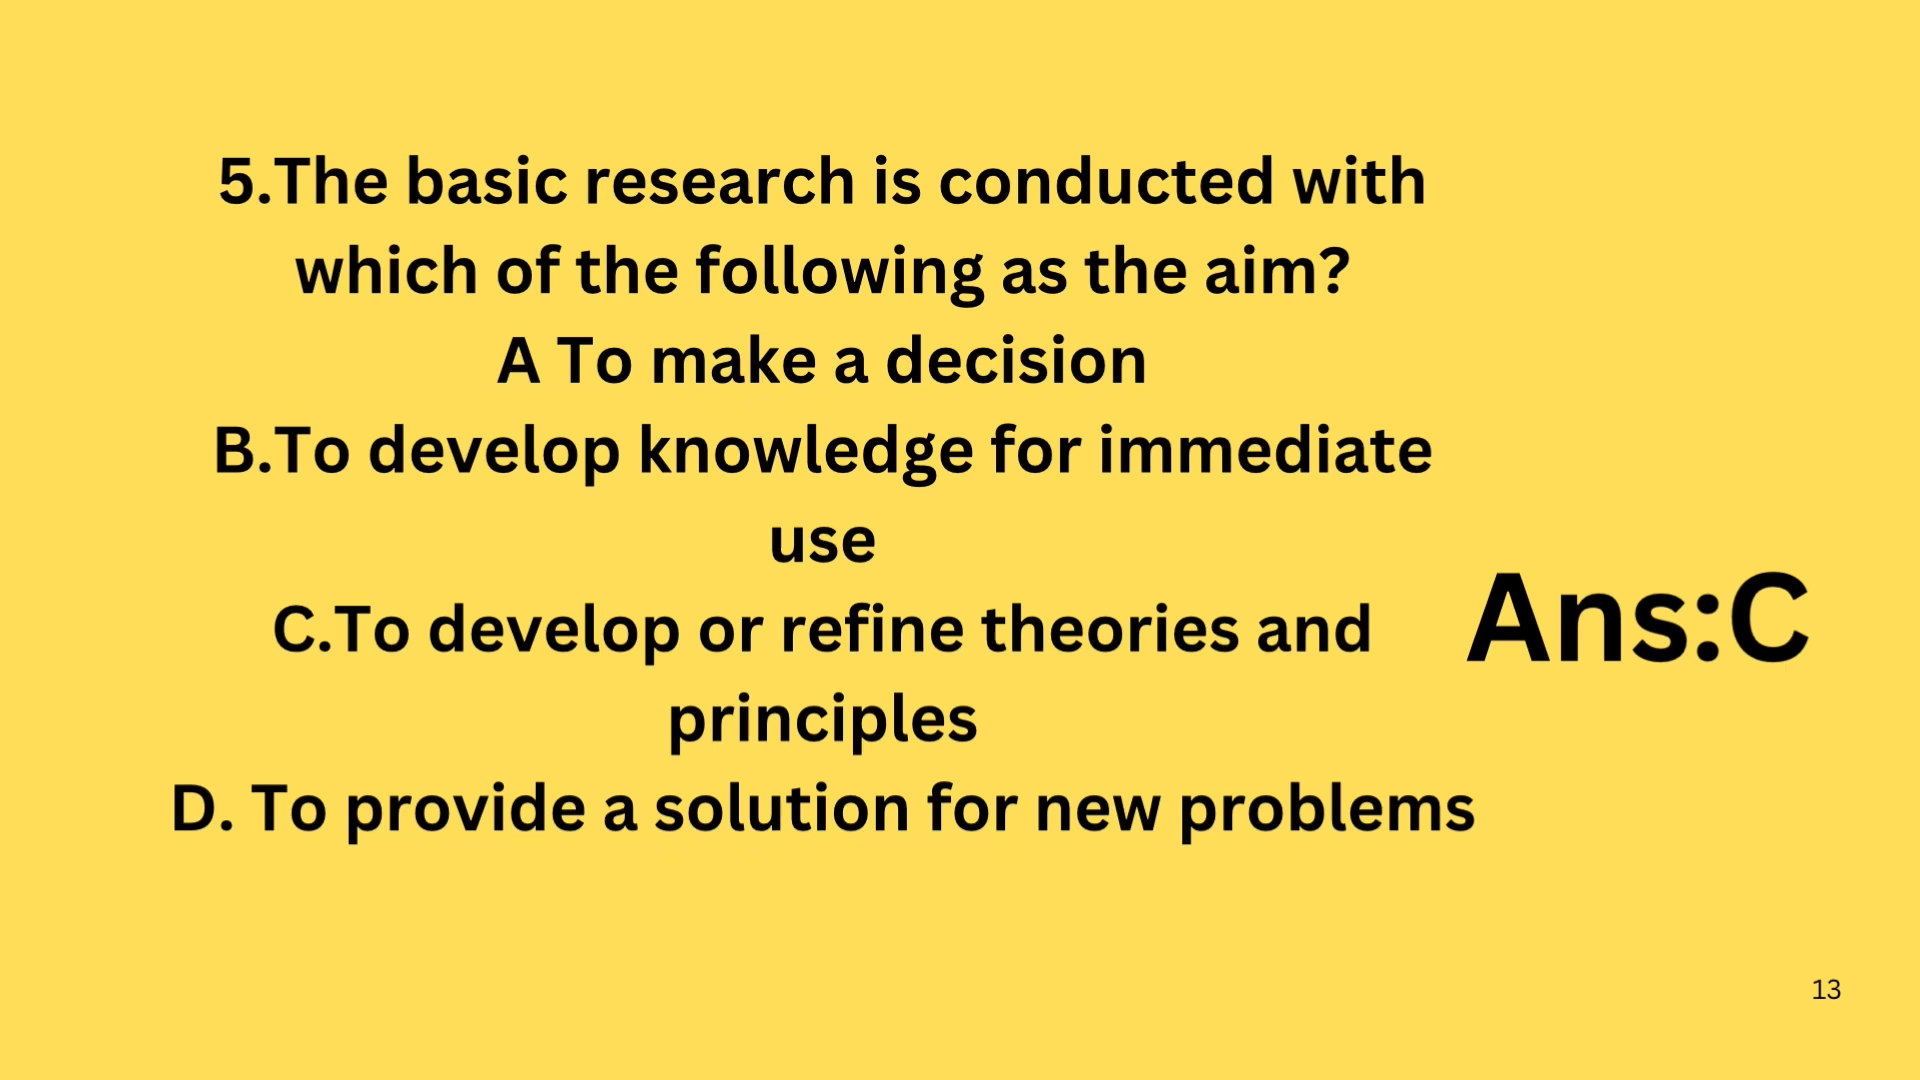 5.The basic research is conducted with
which of the following as the aim?
A To make a decision
B.To develop knowledge for immediate
use
C.To develop or refine theories and
principles
D. To provide a solution for new problems
Ans:C
13